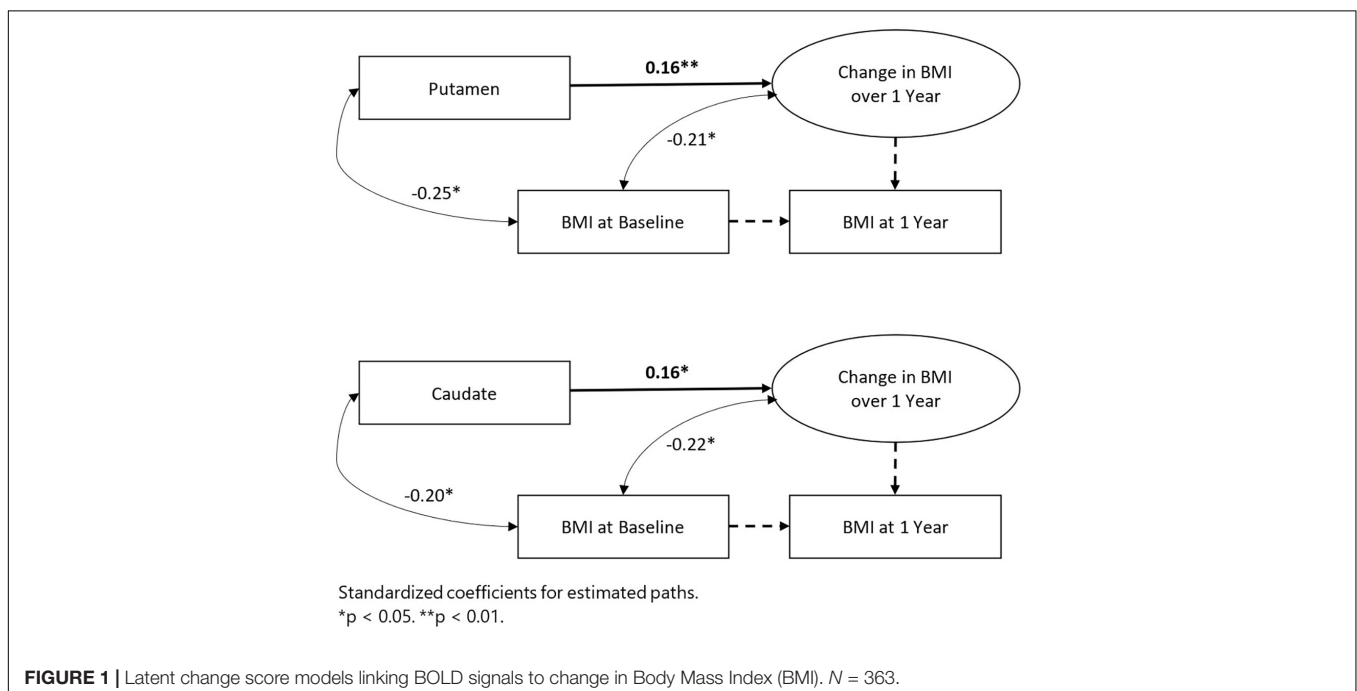 Putamen
0.16**
Change in BMI
over 1 Year
-0.21*
-0.25*
BMI at Baseline
BMI at 1 Year
Caudate
0.16*
Change in BMI
over 1 Year
-0.22*
-0.20*
BMI at Baseline
BMI at 1 Year
Standardized coefficients for estimated paths.
*p < 0.05. **p < 0.01.
FIGURE 1 | Latent change score models linking BOLD signals to change in Body Mass Index (BMI). N = 363.